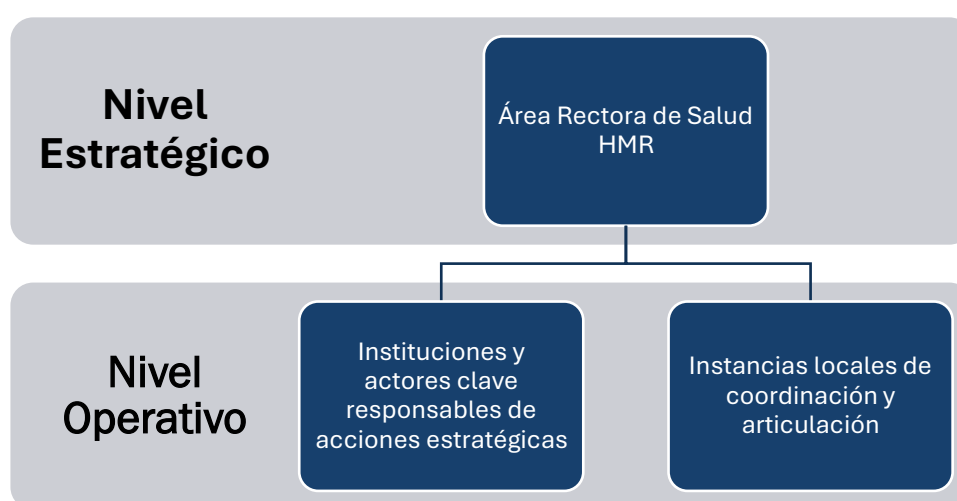 Nivel
Estratégico
Área Rectora de Salud
HMR
Nivel
Operativo
Instituciones y
actores clave
responsables de
acciones estratégicas
Instancias locales de
coordinación y
articulación